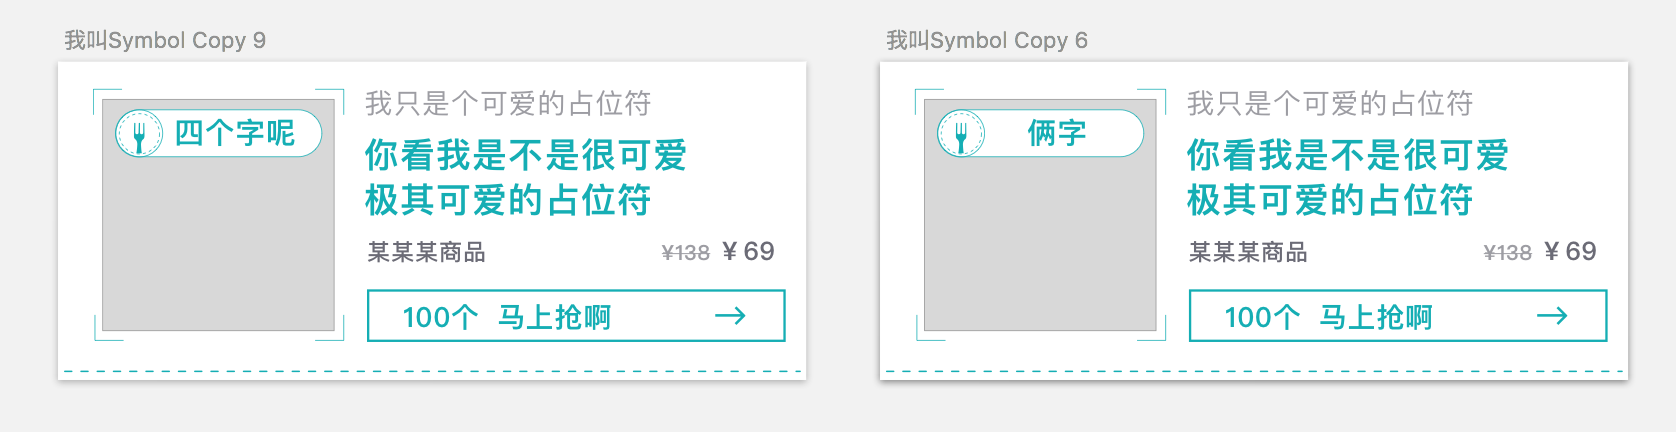 我叫Symbol Copy 9
四个字呢
我只是个可爱的占位符
你看我是不是很可爱
极其可爱的占位符
某某某商品 ¥138 ¥ 69
100个 马上抢啊 →
我叫Symbol Copy 6
俩字
我只是个可爱的占位符
你看我是不是很可爱
极其可爱的占位符
某某某商品 ¥138 ¥ 69
100个 马上抢啊 →